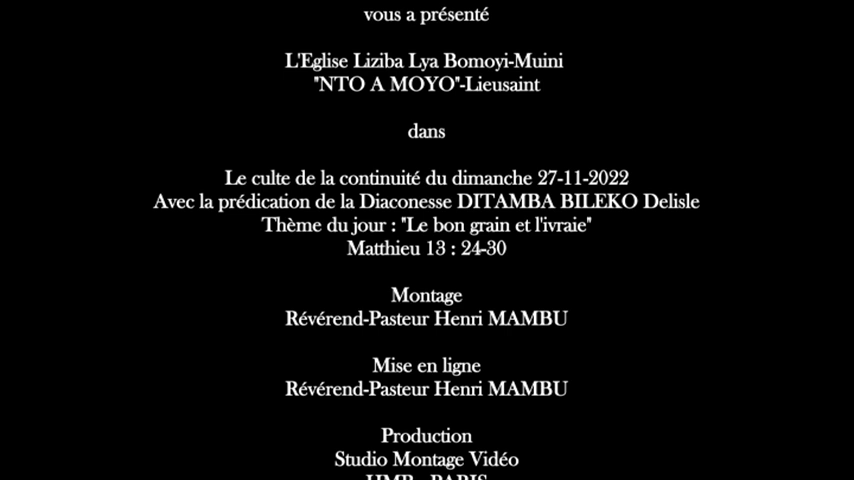 vous a présenté
L'Eglise Liziba Lya Bomoyi-Muini
"NTO A MOYO"-Lieusaint
dans
Le culte de la continuité du dimanche 27-11-2022
Avec la prédication de la Diaconesse DITAMBA BILEKO Delisle
Thème du jour : "Le bon grain et l'ivraie"
Matthieu 13 : 24-30
Montage
Révérend-Pasteur Henri MAMBU
Mise en ligne
Révérend-Pasteur Henri MAMBU
Production
Studio Montage Vidéo
PARIS